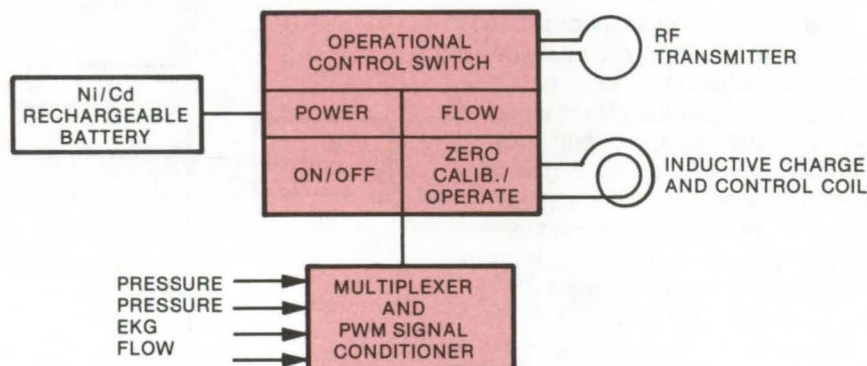 OPERATIONAL
CONTROL SWITCH
RF
TRANSMITTER
Ni/Cd
RECHARGEABLE
BATTERY
POWER
FLOW
ON/OFF
ZERO
CALIB./
OPERATE
INDUCTIVE CHARGE
AND CONTROL COIL
PRESSURE
PRESSURE
EKG
FLOW
MULTIPLEXER
AND
PWM SIGNAL
CONDITIONER